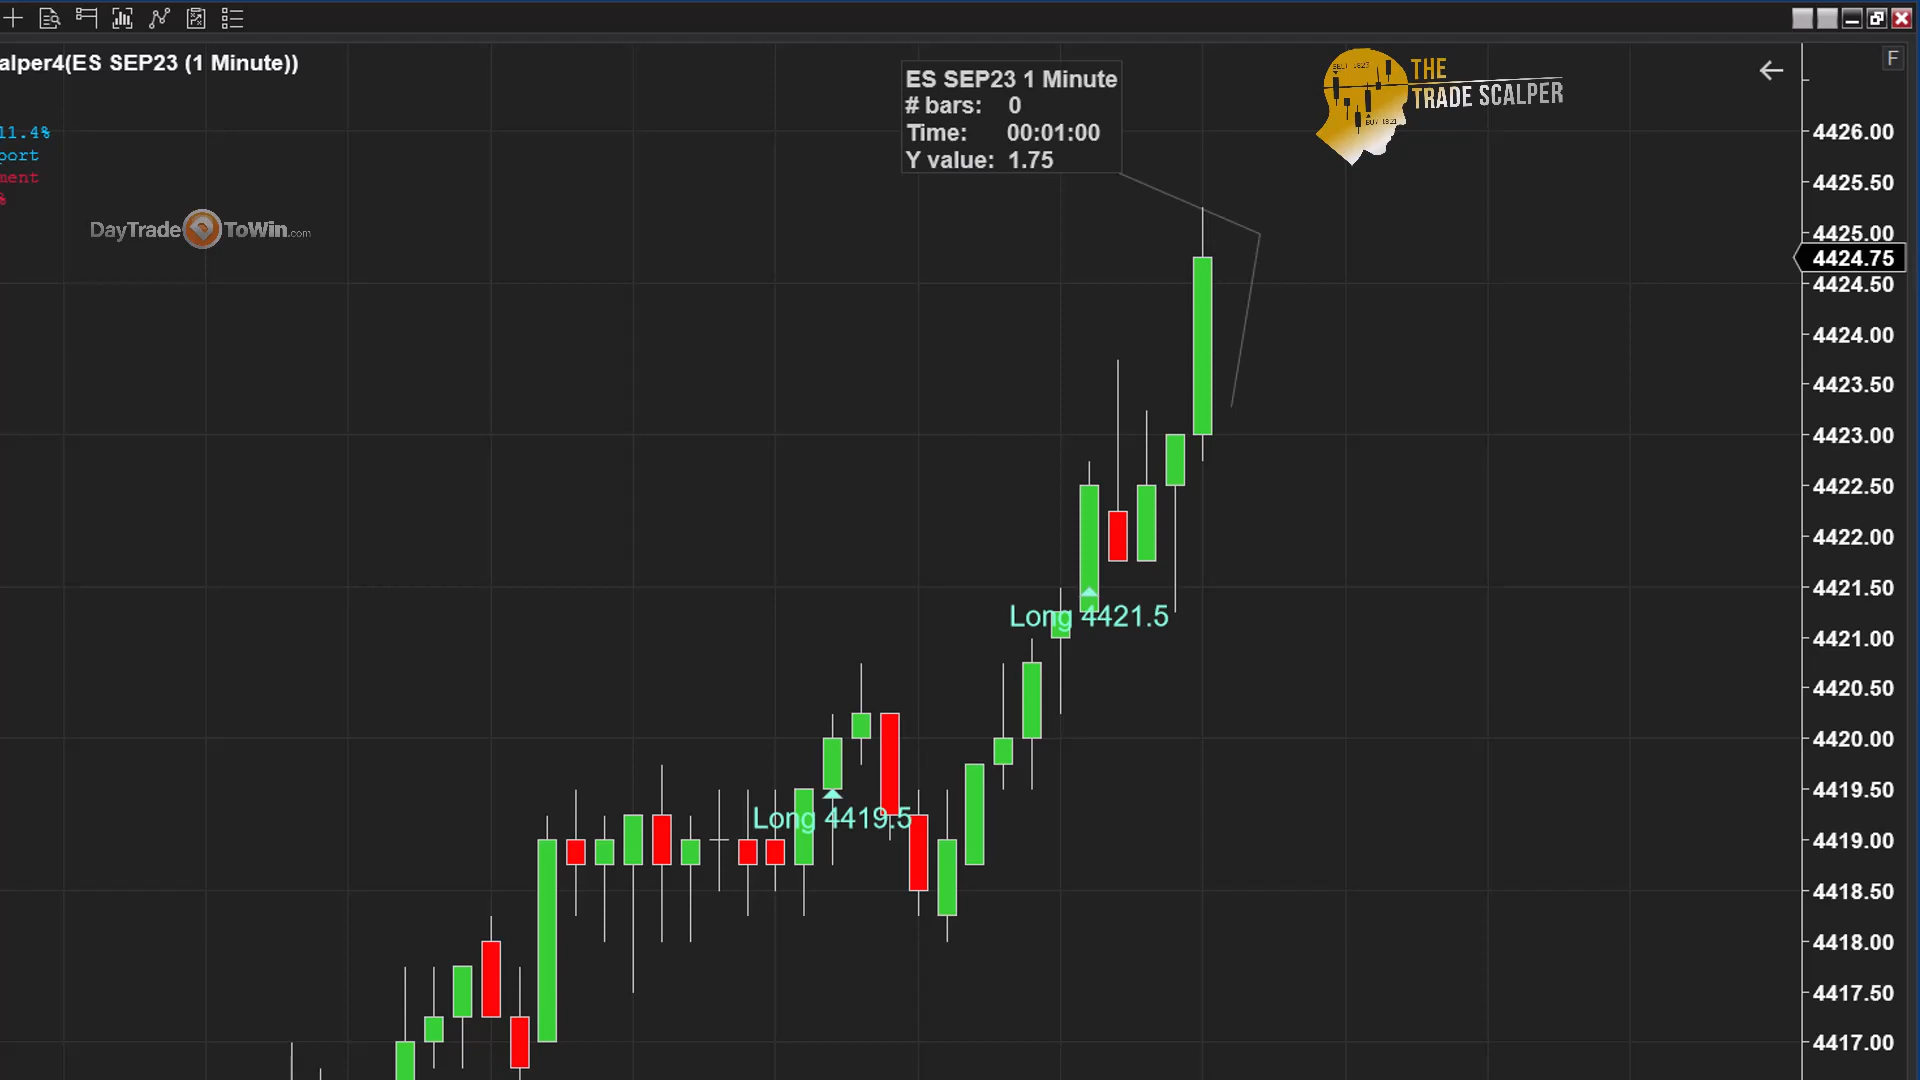 alper4(ES SEP23 (1 Minute))
F
ES SEP23 1 Minute
# bars: 0
Time: 00:01:00
Y value: 1.75
THE
TRADE SCALPER
11.4%
port
ment
%
DayTradeToWin.com
Long 4421.5
Long 4419.5
4426.00
4425.50
4425.00
4424.75
4424.50
4424.00
4423.50
4423.00
4422.50
4422.00
4421.50
4421.00
4420.50
4420.00
4419.50
4419.00
4418.50
4418.00
4417.50
4417.00